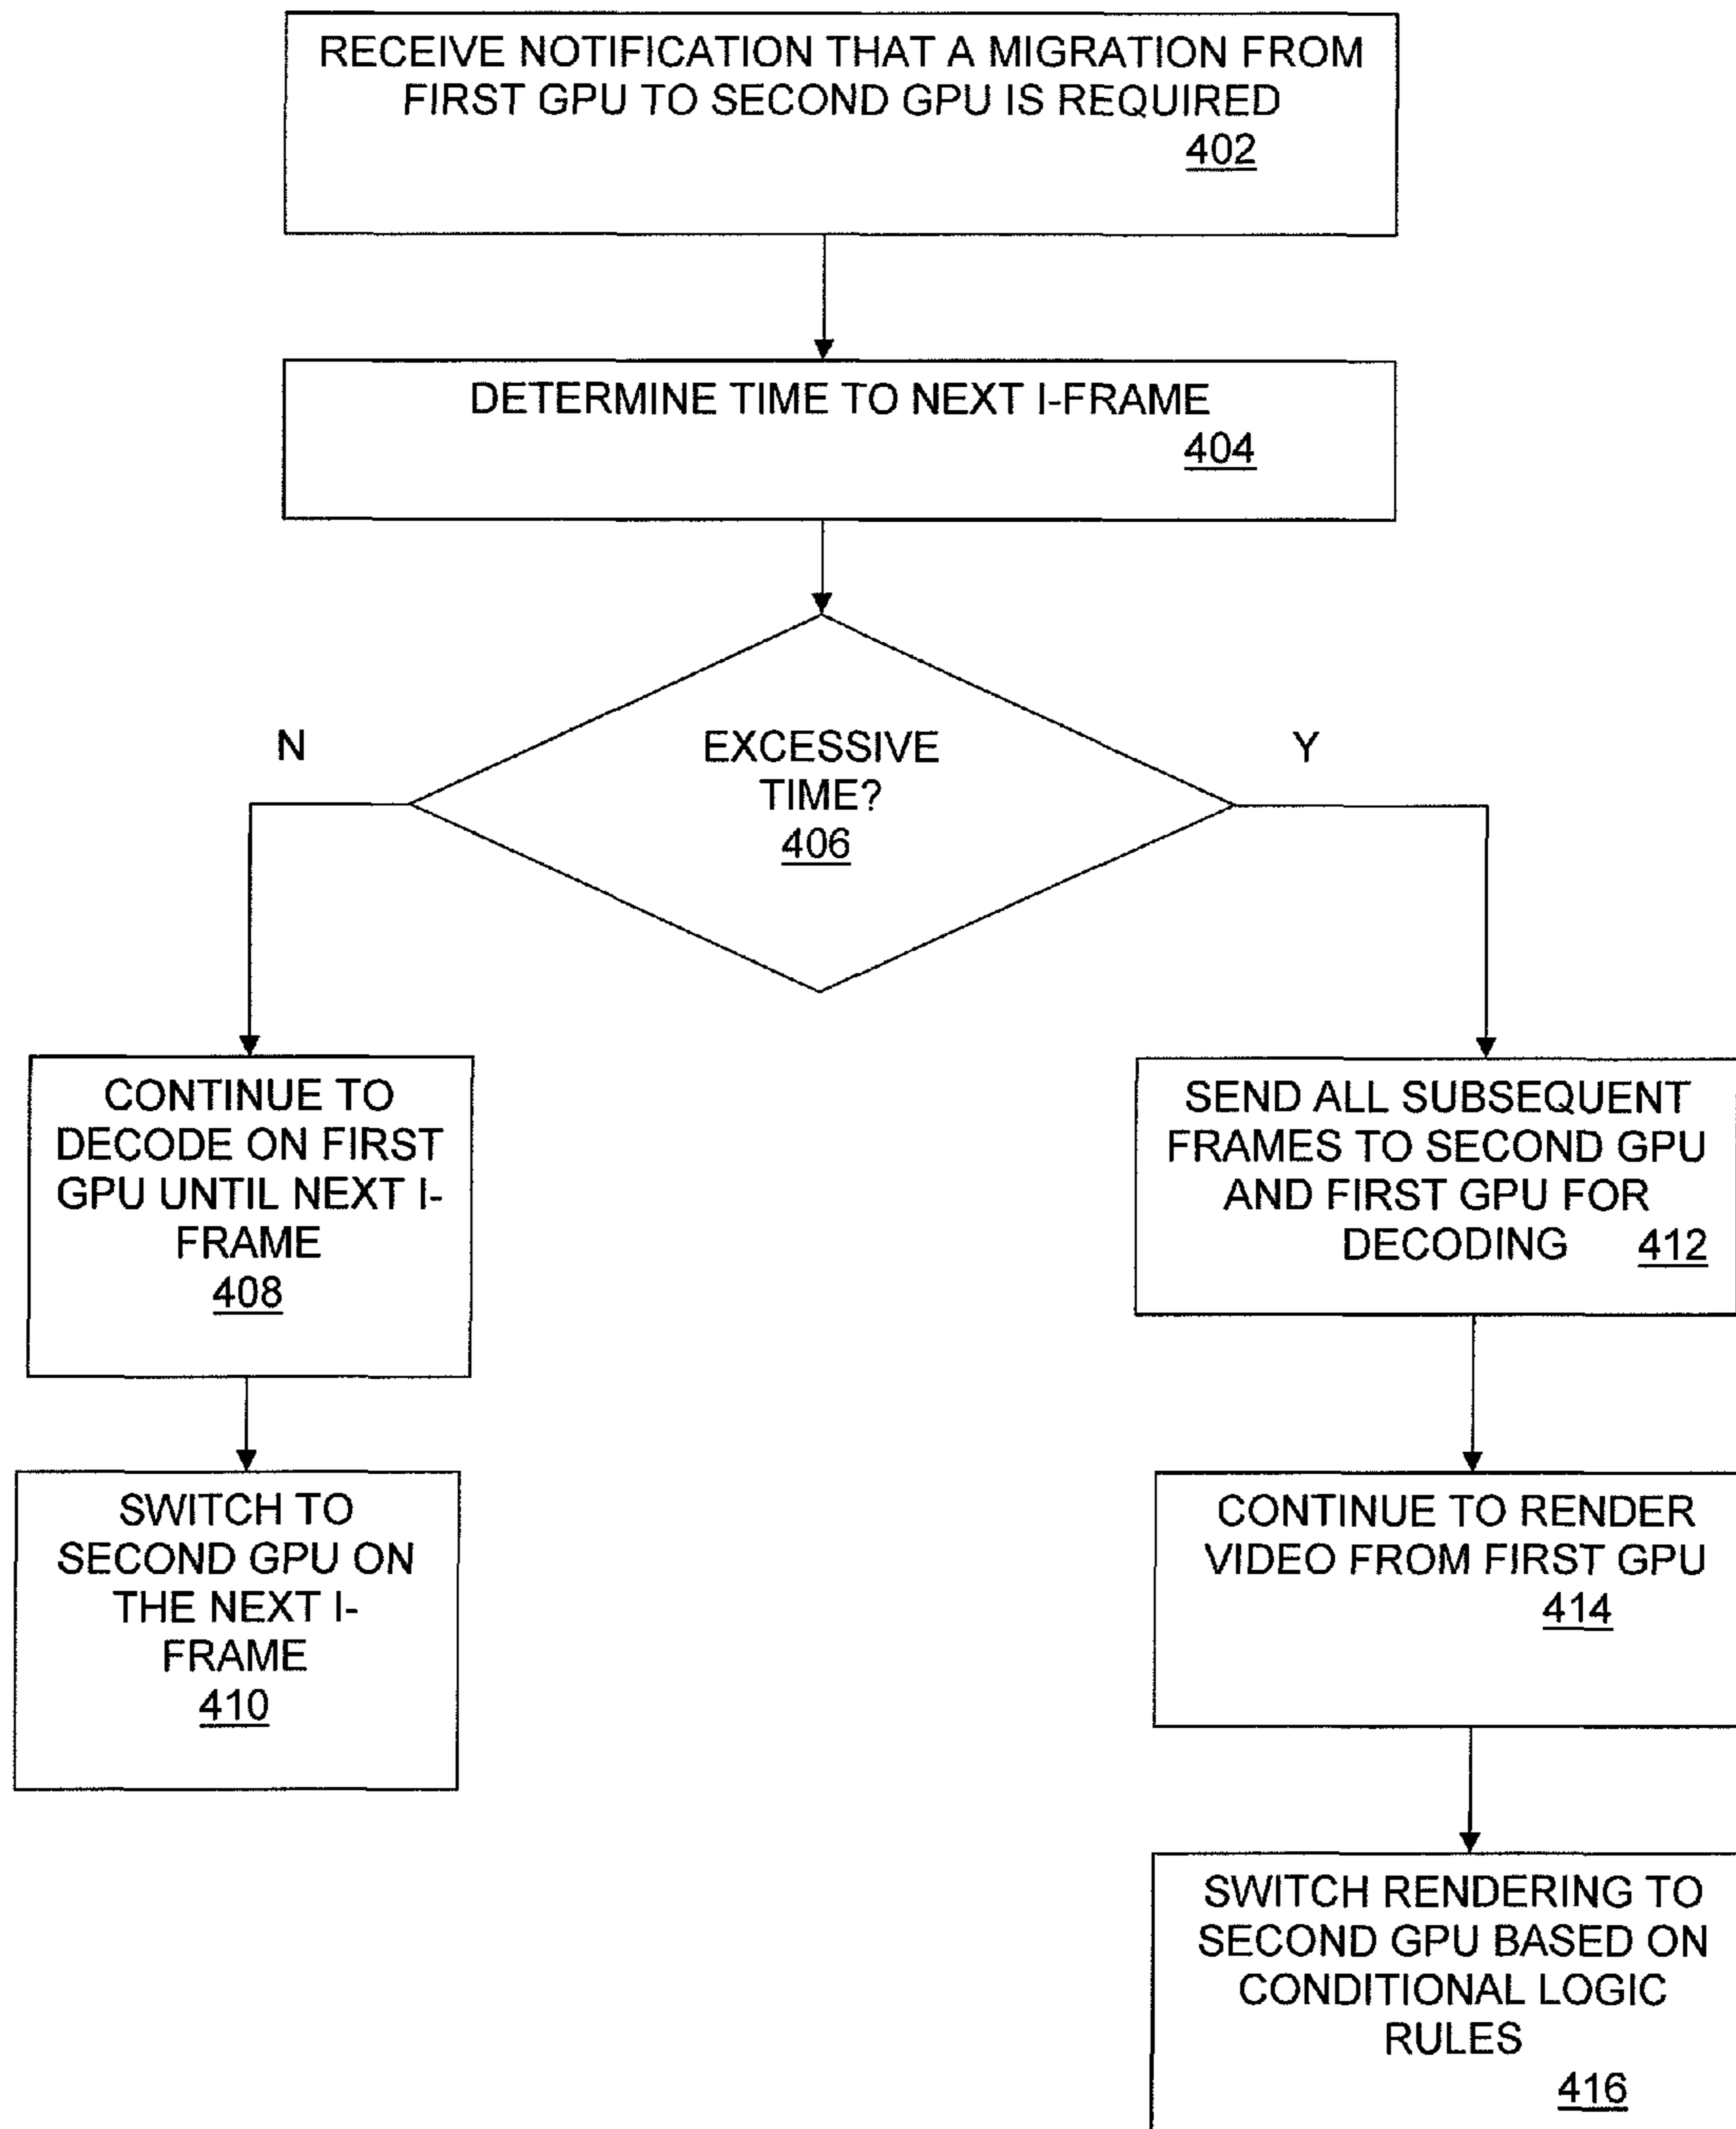 RECEIVE NOTIFICATION THAT A MIGRATION FROM
FIRST GPU TO SECOND GPU IS REQUIRED
402
DETERMINE TIME TO NEXT I-FRAME
404
EXCESSIVE
TIME?
406
N
Y
CONTINUE TO
DECODE ON FIRST
GPU UNTIL NEXT I-
FRAME
408
SWITCH TO
SECOND GPU ON
THE NEXT I-
FRAME
410
SEND ALL SUBSEQUENT
FRAMES TO SECOND GPU
AND FIRST GPU FOR
DECODING 412
CONTINUE TO RENDER
VIDEO FROM FIRST GPU
414
SWITCH RENDERING TO
SECOND GPU BASED ON
CONDITIONAL LOGIC
RULES
416